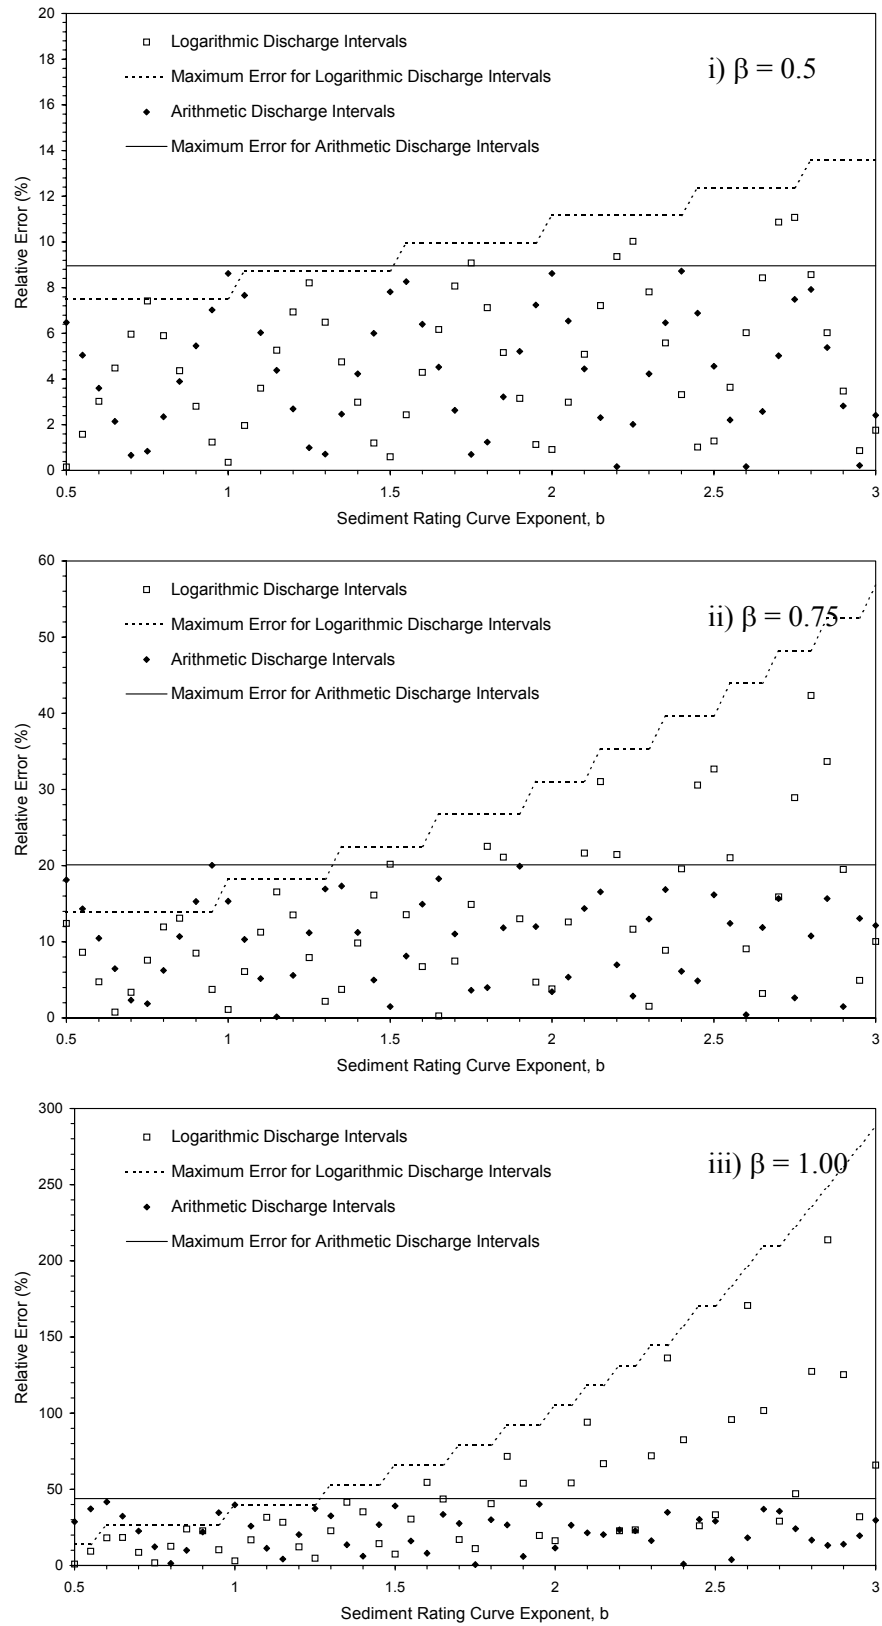 20
18
16
14
12
10
8
6
4
2
0
Relative Error (%)
Logarithmic Discharge Intervals
Maximum Error for Logarithmic Discharge Intervals
Arithmetic Discharge Intervals
Maximum Error for Arithmetic Discharge Intervals
i) β = 0.5
0.5 1 1.5 2 2.5 3
Sediment Rating Curve Exponent, b
60
50
40
30
20
10
0
Relative Error (%)
Logarithmic Discharge Intervals
Maximum Error for Logarithmic Discharge Intervals
Arithmetic Discharge Intervals
Maximum Error for Arithmetic Discharge Intervals
ii) β = 0.75
0.5 1 1.5 2 2.5 3
Sediment Rating Curve Exponent, b
300
250
200
150
100
50
0
Relative Error (%)
Logarithmic Discharge Intervals
Maximum Error for Logarithmic Discharge Intervals
Arithmetic Discharge Intervals
Maximum Error for Arithmetic Discharge Intervals
iii) β = 1.00
0.5 1 1.5 2 2.5 3
Sediment Rating Curve Exponent, b